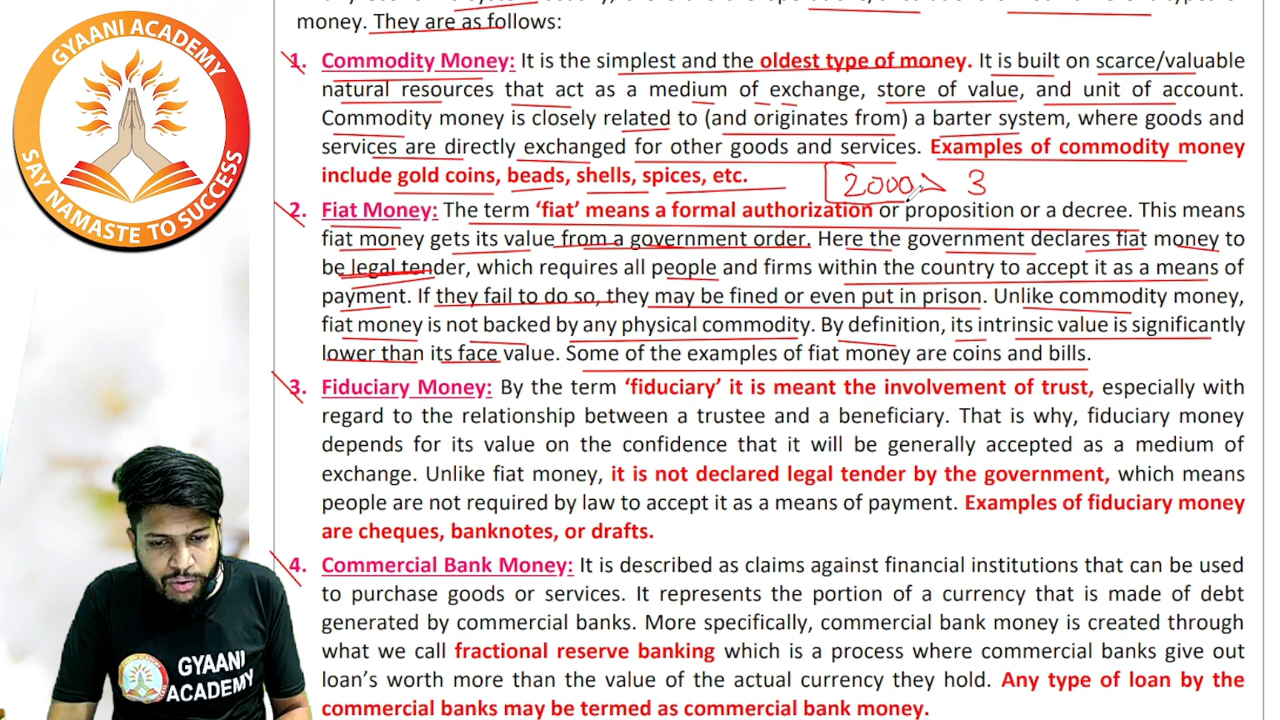 money. They are as follows:
GYAANI ACADEMY
SAY NAMASTE TO SUCCESS
1. Commodity Money: It is the simplest and the oldest type of money. It is built on scarce/valuable
natural resources that act as a medium of exchange, store of value, and unit of account.
Commodity money is closely related to (and originates from) a barter system, where goods and
services are directly exchanged for other goods and services. Examples of commodity money
include gold coins, beads, shells, spices, etc.
2000 3
2. Fiat Money: The term ‘fiat’ means a formal authorization or proposition or a decree. This means
fiat money gets its value from a government order. Here the government declares fiat money to
be legal tender, which requires all people and firms within the country to accept it as a means of
payment. If they fail to do so, they may be fined or even put in prison. Unlike commodity money,
fiat money is not backed by any physical commodity. By definition, its intrinsic value is significantly
lower than its face value. Some of the examples of fiat money are coins and bills.
3. Fiduciary Money: By the term ‘fiduciary’ it is meant the involvement of trust, especially with
regard to the relationship between a trustee and a beneficiary. That is why, fiduciary money
depends for its value on the confidence that it will be generally accepted as a medium of
exchange. Unlike fiat money, it is not declared legal tender by the government, which means
people are not required by law to accept it as a means of payment. Examples of fiduciary money
are cheques, banknotes, or drafts.
4. Commercial Bank Money: It is described as claims against financial institutions that can be used
to purchase goods or services. It represents the portion of a currency that is made of debt
generated by commercial banks. More specifically, commercial bank money is created through
what we call fractional reserve banking which is a process where commercial banks give out
loan’s worth more than the value of the actual currency they hold. Any type of loan by the
commercial banks may be termed as commercial bank money.
GYAANI
ACADEMY